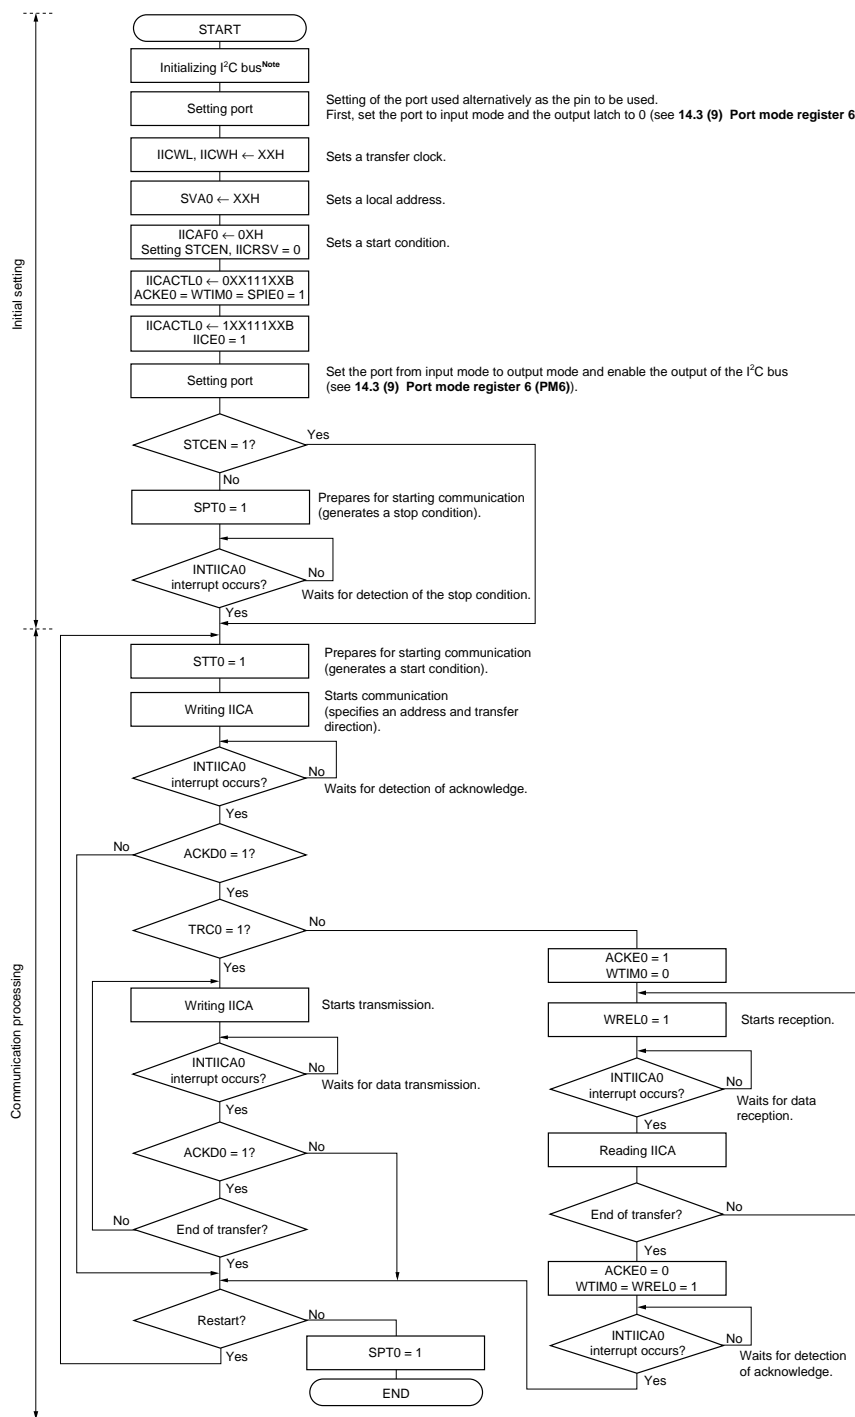 START
Initializing I²C bus^Note
Setting port
Setting of the port used alternatively as the pin to be used.
First, set the port to input mode and the output latch to 0 (see 14.3 (9) Port mode register 6
IICWL, IICWH ← XXH
Sets a transfer clock.
SVA0 ← XXH
Sets a local address.
IICAF0 ← 0XH
Setting STCEN, IICRSV = 0
Sets a start condition.
IICACTL0 ← 0XX111XXB
ACKE0 = WTIM0 = SPIE0 = 1
IICACTL0 ← 1XX111XXB
IICE0 = 1
Setting port
Set the port from input mode to output mode and enable the output of the I²C bus
(see 14.3 (9) Port mode register 6 (PM6)).
Initial setting
STCEN = 1?
Yes
No
SPT0 = 1
Prepares for starting communication
(generates a stop condition).
INTIICA0
interrupt occurs?
No
Waits for detection of the stop condition.
Yes
STT0 = 1
Prepares for starting communication
(generates a start condition).
Writing IICA
Starts communication
(specifies an address and transfer
direction).
INTIICA0
interrupt occurs?
No
Waits for detection of acknowledge.
Yes
No
ACKD0 = 1?
Yes
TRC0 = 1?
No
Yes
Communication processing
Writing IICA
Starts transmission.
INTIICA0
interrupt occurs?
No
Waits for data transmission.
Yes
ACKD0 = 1?
No
Yes
No
End of transfer?
Yes
Restart?
No
Yes
SPT0 = 1
END
ACKE0 = 1
WTIM0 = 0
WREL0 = 1
Starts reception.
INTIICA0
interrupt occurs?
No
Waits for data
reception.
Yes
Reading IICA
End of transfer?
No
Yes
ACKE0 = 0
WTIM0 = WREL0 = 1
INTIICA0
interrupt occurs?
No
Waits for detection
of acknowledge.
Yes